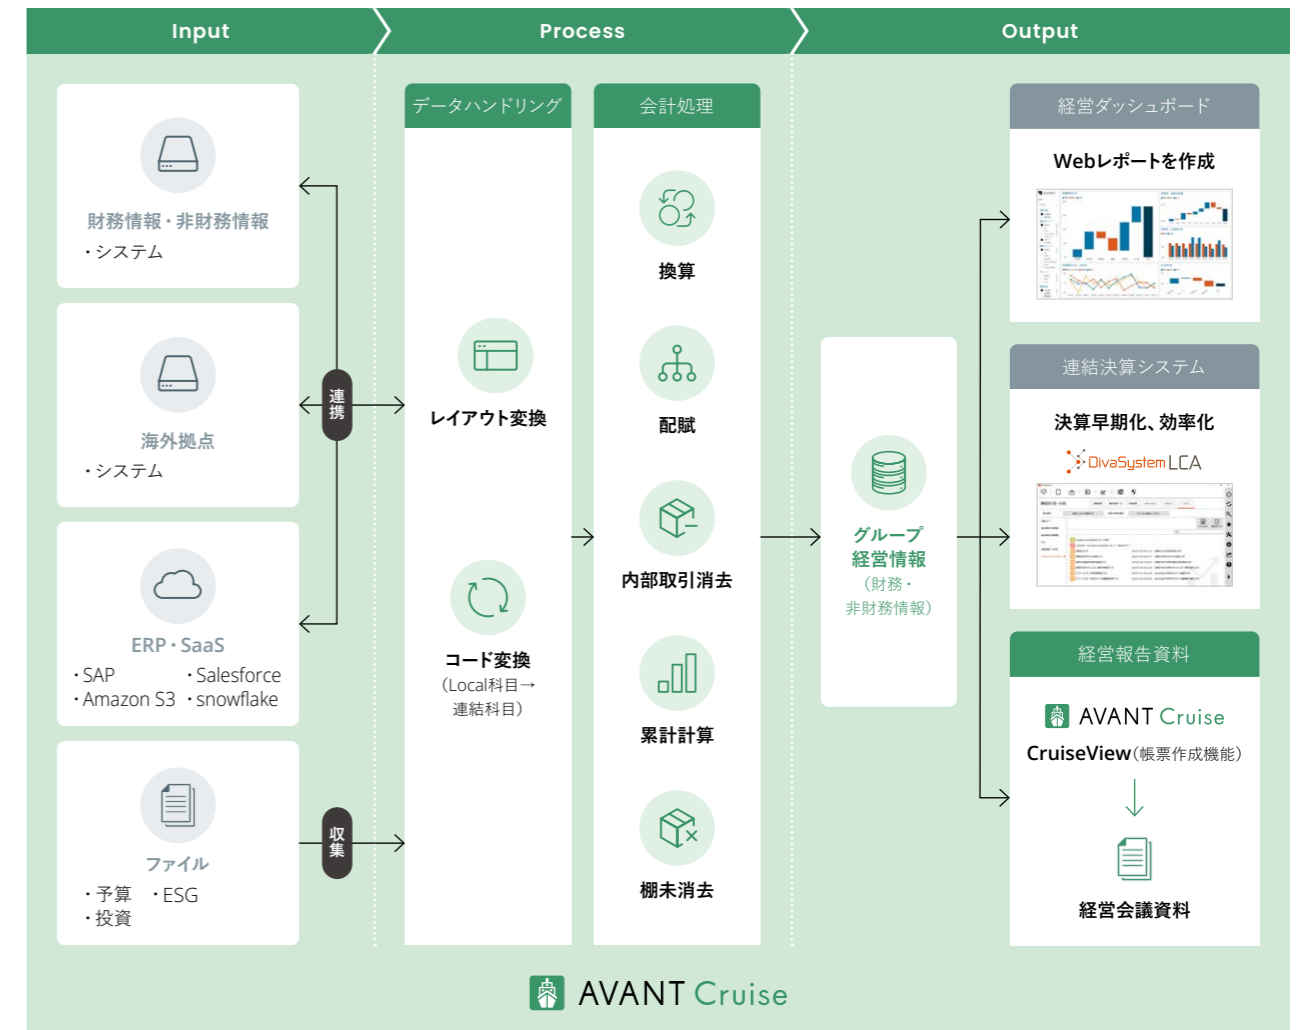 Input
Process
Output
財務情報・非財務情報
・システム
海外拠点
・システム
ERP・SaaS
・SAP ・Salesforce
・Amazon S3 ・snowflake
ファイル
・予算 ・ESG
・投資
連携
収集
データハンドリング
レイアウト変換
コード変換
（Local科目→
連結科目）
会計処理
換算
配賦
内部取引消去
累計計算
棚未消去
グループ
経営情報
（財務・
非財務情報）
経営ダッシュボード
Webレポートを作成
連結決算システム
決算早期化、効率化
DivaSystem LCA
経営報告資料
AVANT Cruise
CruiseView（帳票作成機能）
経営会議資料
AVANT Cruise